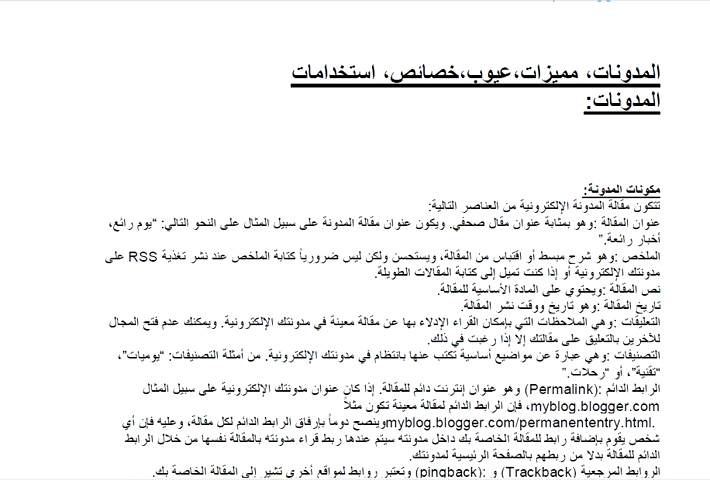 المدونات، مميزات،عيوب،خصائص، استخدامات
المدونات:
مكونات المدونة:
تتكون مقالة المدونة الإلكترونية من العناصر التالية:
عنوان المقالة :وهو بمثابة عنوان مقال صحفي. ويكون عنوان مقالة المدونة على سبيل المثال على النحو التالي: "يوم رائع،
أخبار رائعة."
الملخص :وهو شرح مبسط أو اقتباس من المقالة، ويستحسن ولكن ليس ضرورياً كتابة الملخص عند نشر تغذية RSS على
مدونتك الإلكترونية أو إذا كنت تميل إلى كتابة المقالات الطويلة.
نص المقالة :ويحتوي على المادة الأساسية للمقالة.
تاريخ المقالة :وهو تاريخ ووقت نشر المقالة.
التعليقات :وهي الملاحظات التي بإمكان القراء الإدلاء بها عن مقالة معينة في مدونتك الإلكترونية. ويمكنك عدم فتح المجال
للآخرين بالتعليق على مقالتك إلا إذا رغبت في ذلك.
التصنيفات :وهي عبارة عن مواضيع أساسية تكتب عنها بانتظام في مدونتك الإلكترونية. من أمثلة التصنيفات: "يوميات"،
"تقنية"، أو "رحلات."
الرابط الدائم :(Permalink) وهو عنوان إنترنت دائم للمقالة. إذا كان عنوان مدونتك الإلكترونية على سبيل المثال
myblog.blogger.com، فإن الرابط الدائم لمقالة معينة تكون مثلاً
myblog.blogger.com/permanententry.html.وينصح دوماً بإرفاق الرابط الدائم لكل مقالة، وعليه فإن أي
شخص يقوم بإضافة رابط للمقالة الخاصة بك داخل مدونته سيتم عندها ربط قراء مدونته بالمقالة نفسها من خلال الرابط
الدائم للمقالة بدلا من ربطهم بالصفحة الرئيسية لمدونتك.
الروابط المرجعية (Trackback) و :(pingback) وتعتبر روابط لمواقع أخرى تشير إلى المقالة الخاصة بك.